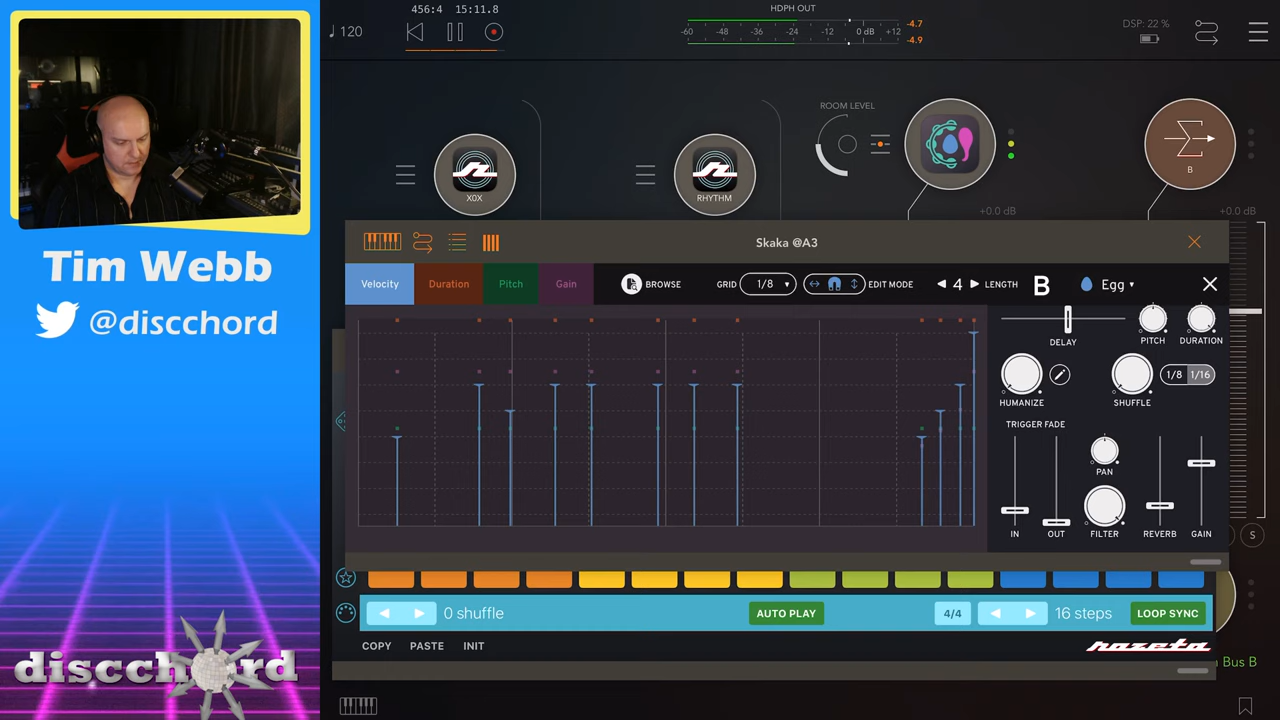 456:4 15:11.8
HDPH OUT
♩ 120
-60 -48 -36 -24 -12 0 dB +12
-4.7
-4.9
DSP: 22 %
X0X
RHYTHM
ROOM LEVEL
B
+0.0 dB
+0.0 dB
Skaka @A3
Velocity Duration Pitch Gain
BROWSE GRID 1/8 EDIT MODE 4 LENGTH B Egg
DELAY PITCH DURATION
HUMANIZE SHUFFLE 1/8 1/16
TRIGGER FADE
PAN
IN OUT FILTER REVERB GAIN
S
0 shuffle AUTO PLAY 4/4 16 steps LOOP SYNC
COPY PASTE INIT rozeta
Bus B
Tim Webb
@discchord
discchord